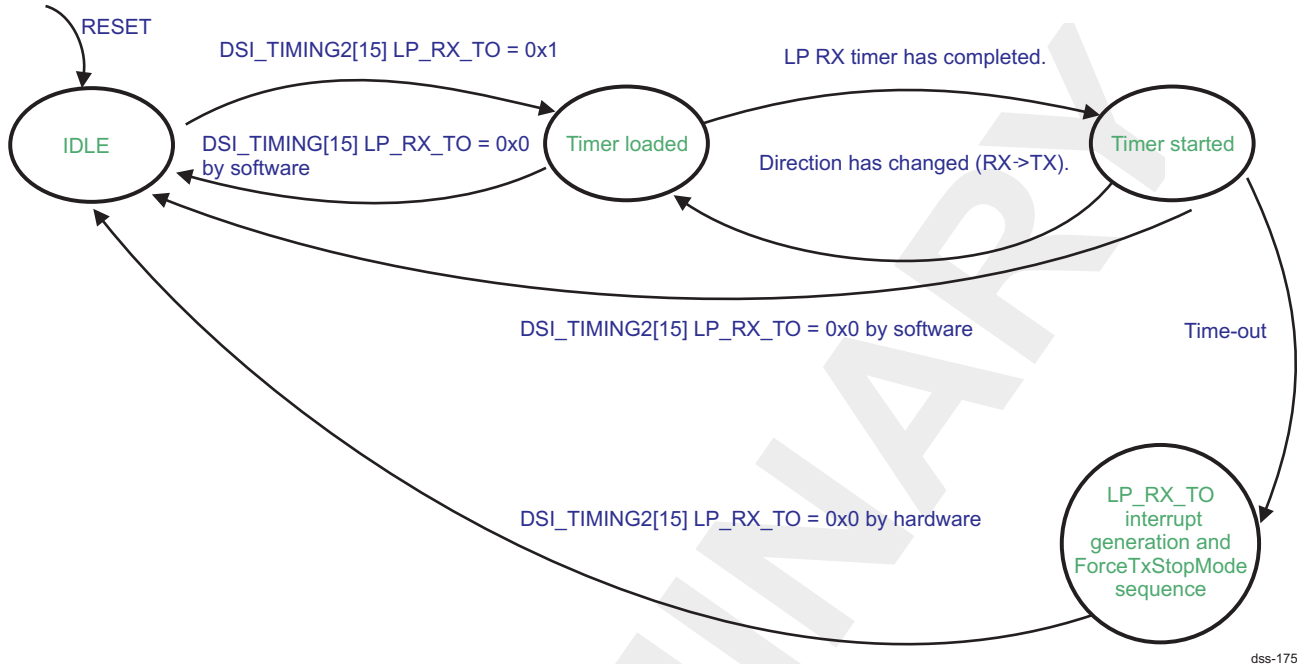 RESET
DSI_TIMING2[15] LP_RX_TO = 0x1
LP RX timer has completed.
IDLE
DSI_TIMING[15] LP_RX_TO = 0x0
by software
Timer loaded
Direction has changed (RX->TX).
Timer started
DSI_TIMING2[15] LP_RX_TO = 0x0 by software
Time-out
DSI_TIMING2[15] LP_RX_TO = 0x0 by hardware
LP_RX_TO
interrupt
generation and
ForceTxStopMode
sequence
dss-175
MINARY